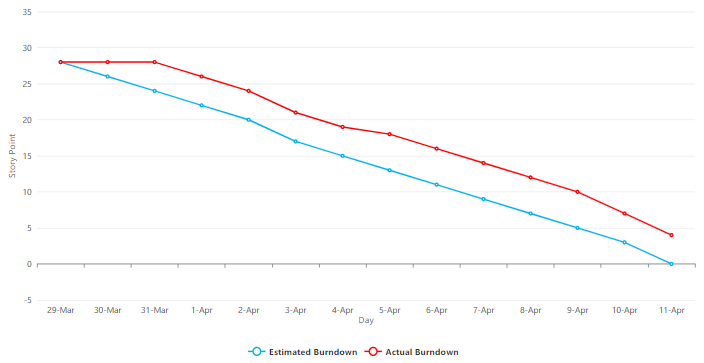 35
30
25
20
15
10
5
0
-5
Story Point
29-Mar 30-Mar 31-Mar 1-Apr 2-Apr 3-Apr 4-Apr 5-Apr 6-Apr 7-Apr 8-Apr 9-Apr 10-Apr 11-Apr
Day
Estimated Burndown Actual Burndown